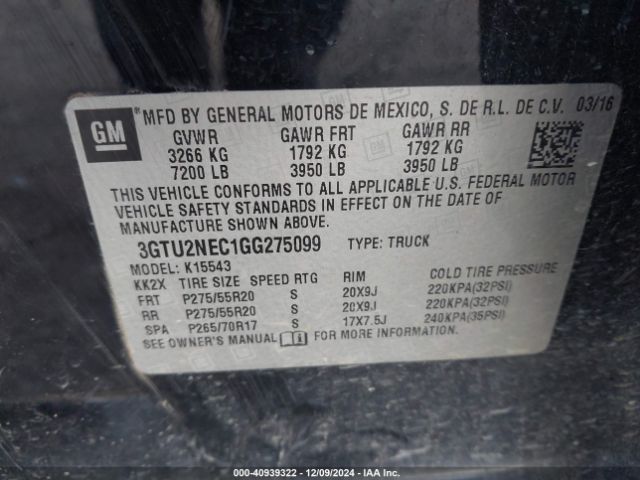 GM
MFD BY GENERAL MOTORS DE MEXICO, S. DE R.L. DE C.V. 03/16
GVWR GAWR FRT GAWR RR
3266 KG 1792 KG 1792 KG
7200 LB 3950 LB 3950 LB
THIS VEHICLE CONFORMS TO ALL APPLICABLE U.S. FEDERAL MOTOR
VEHICLE SAFETY STANDARDS IN EFFECT ON THE DATE OF
MANUFACTURE SHOWN ABOVE.
3GTU2NEC1GG275099 TYPE: TRUCK
MODEL: K15543
KK2X TIRE SIZE SPEED RTG RIM COLD TIRE PRESSURE
FRT P275/55R20 S 20X9J 220KPA(32PSI)
RR P275/55R20 S 20X9J 220KPA(32PSI)
SPA P265/70R17 S 17X7.5J 240KPA(35PSI)
SEE OWNER'S MANUAL FOR MORE INFORMATION.
000-40939322 - 12/09/2024 - IAA Inc.